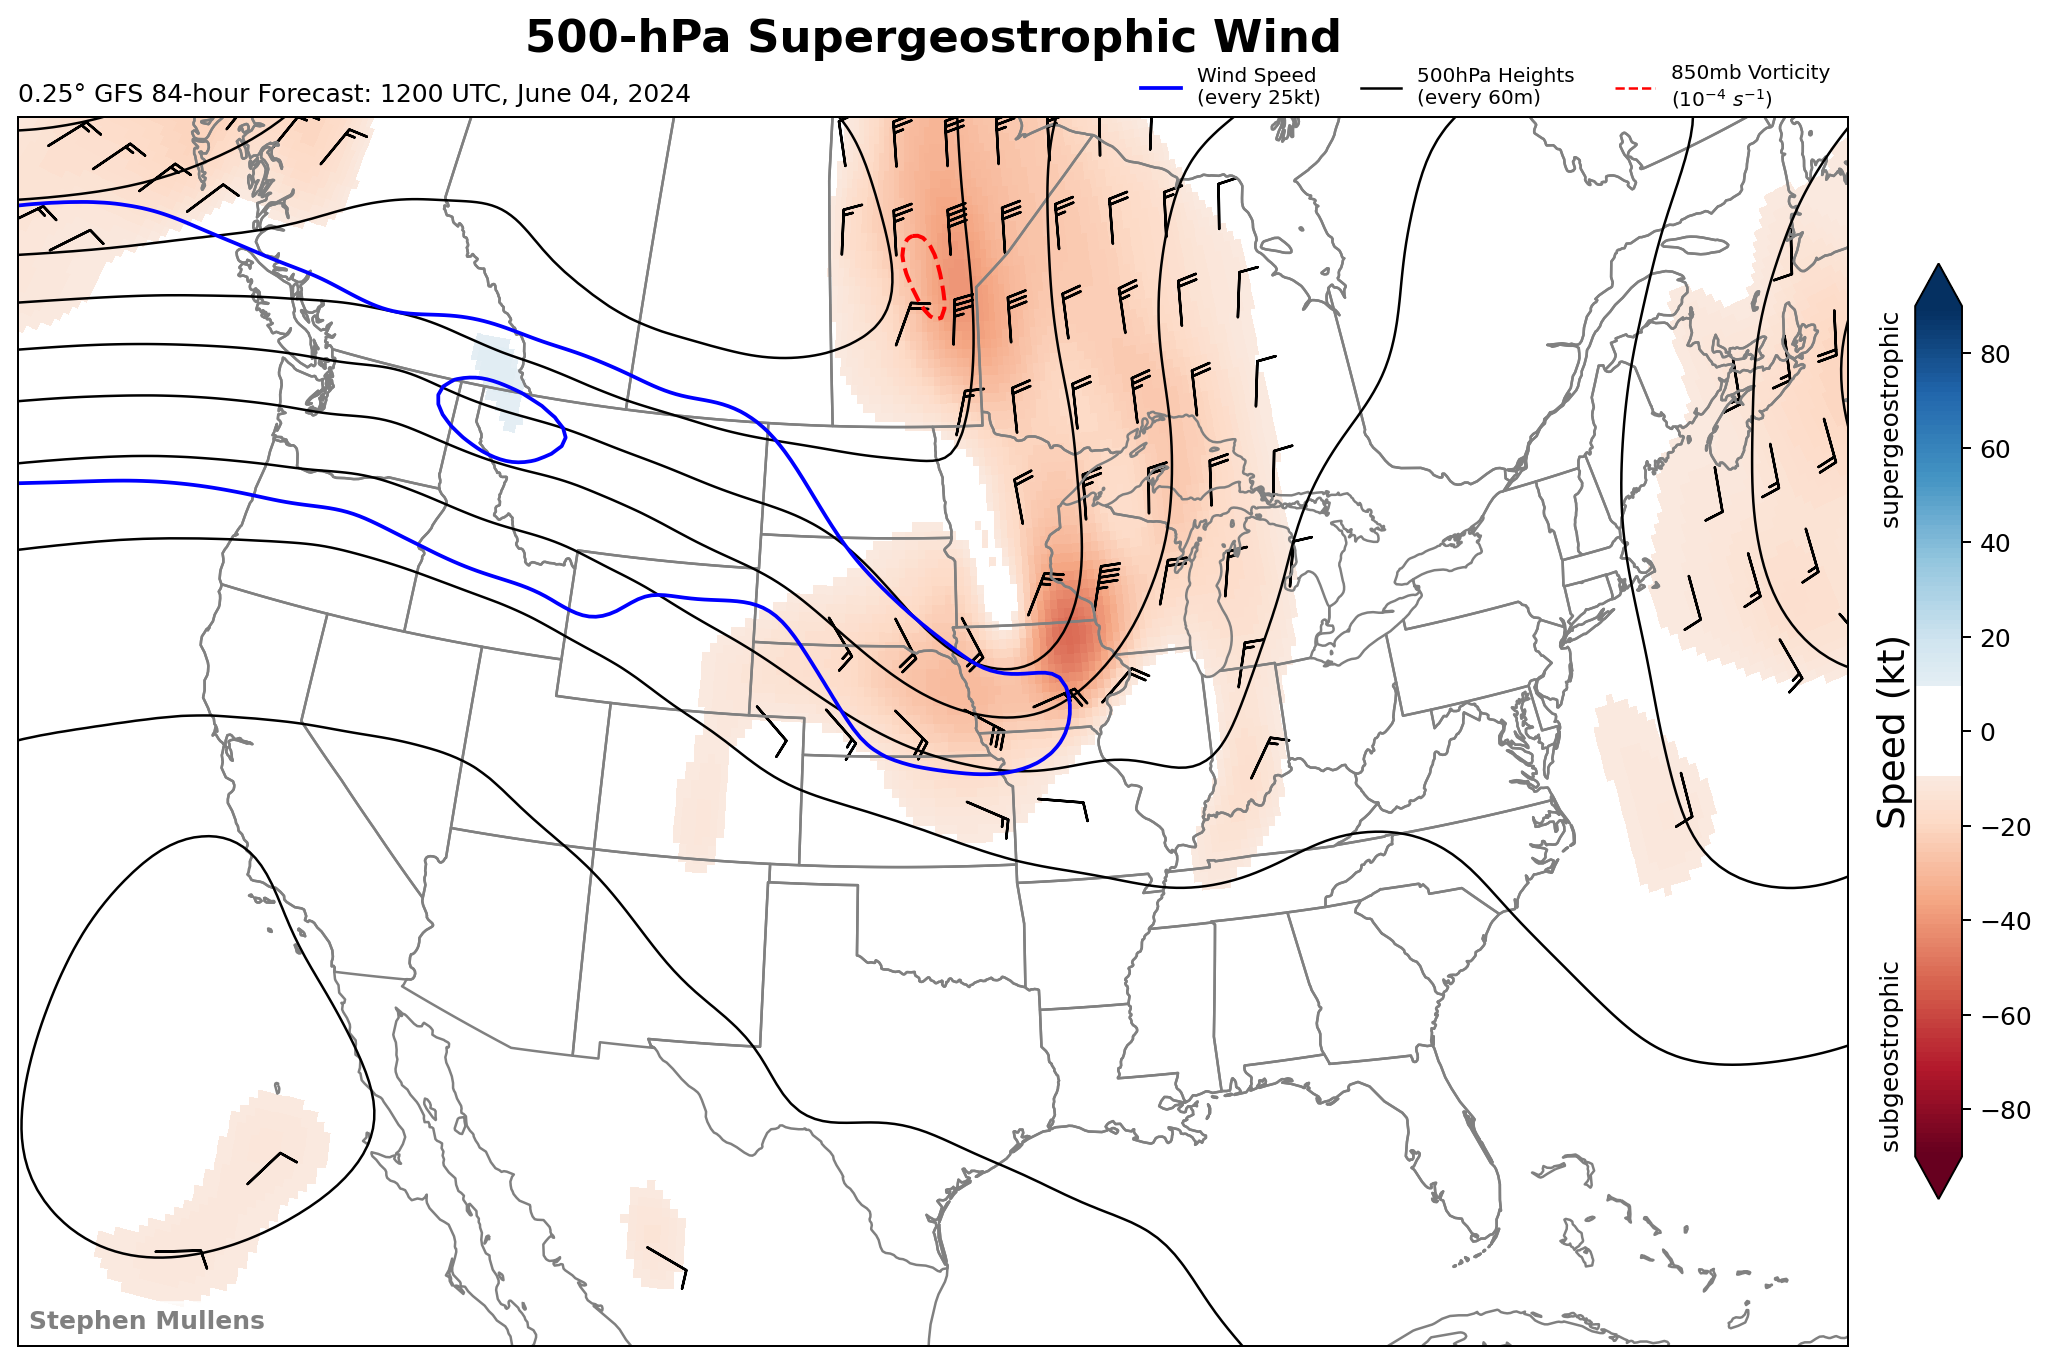 500-hPa Supergeostrophic Wind
0.25° GFS 84-hour Forecast: 1200 UTC, June 04, 2024
Wind Speed
(every 25kt)
500hPa Heights
(every 60m)
850mb Vorticity
(10⁻⁴ s⁻¹)
supergeostrophic
Speed (kt)
subgeostrophic
80
60
40
20
0
−20
−40
−60
−80
Stephen Mullens